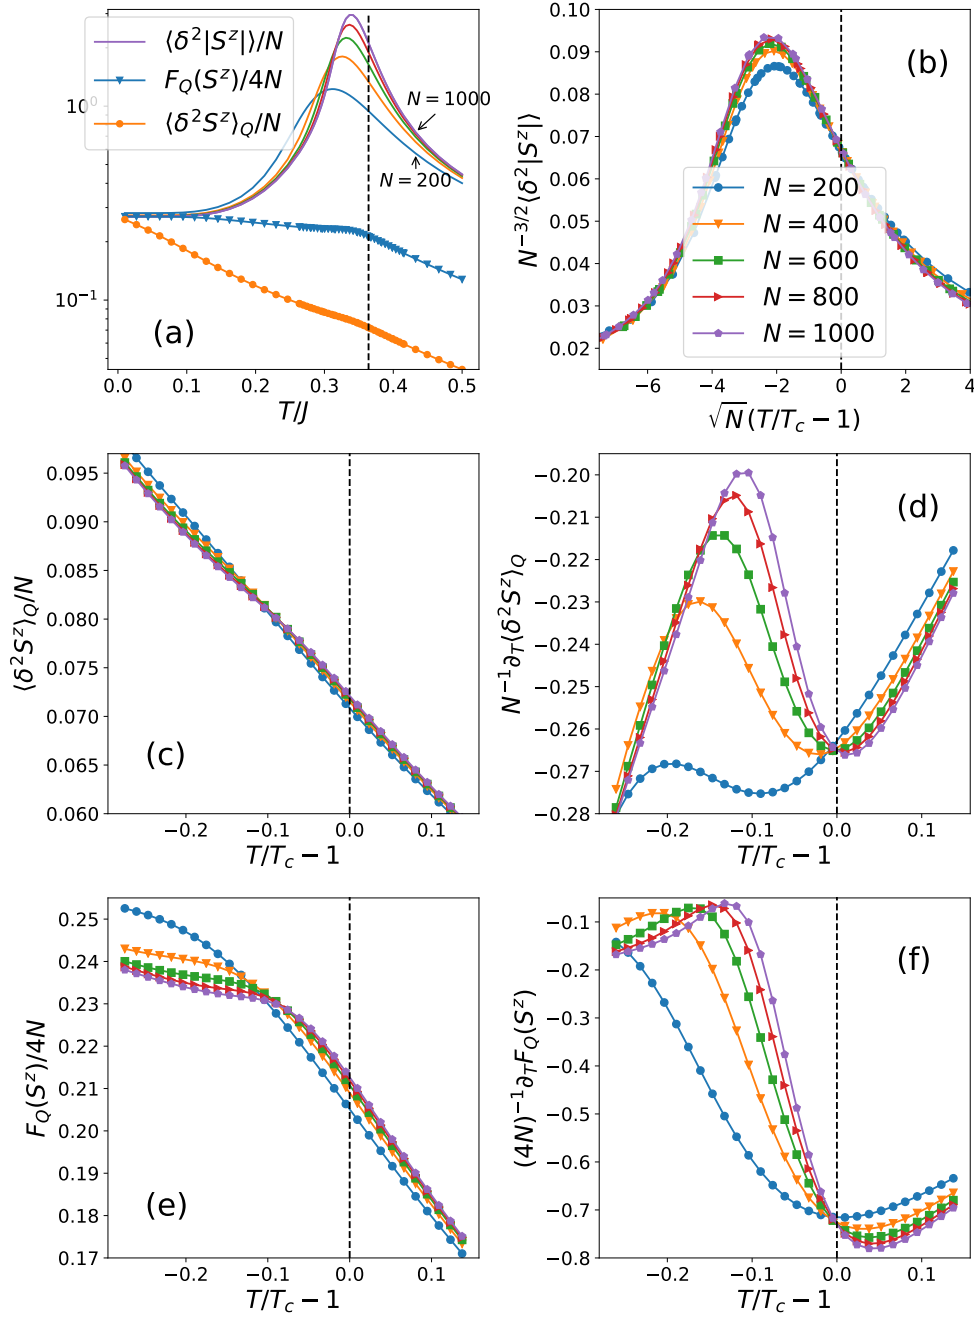 ⟨δ²|S^z|⟩/N
F_Q(S^z)/4N
⟨δ²S^z⟩_Q/N
N = 1000
N = 200
10^0
10^−1
(a)
0.0 0.1 0.2 0.3 0.4 0.5
T/J
N^−3/2⟨δ²|S^z|⟩
0.10
0.09
0.08
0.07
0.06
0.05
0.04
0.03
0.02
(b)
N = 200
N = 400
N = 600
N = 800
N = 1000
−6 −4 −2 0 2 4
√N(T/T_c − 1)
⟨δ²S^z⟩_Q/N
0.095
0.090
0.085
0.080
0.075
0.070
0.065
0.060
(c)
−0.2 −0.1 0.0 0.1
T/T_c − 1
N^−1∂_T⟨δ²S^z⟩_Q
−0.20
−0.21
−0.22
−0.23
−0.24
−0.25
−0.26
−0.27
−0.28
(d)
−0.2 −0.1 0.0 0.1
T/T_c − 1
F_Q(S^z)/4N
0.25
0.24
0.23
0.22
0.21
0.20
0.19
0.18
0.17
(e)
−0.2 −0.1 0.0 0.1
T/T_c − 1
(4N)^−1∂_TF_Q(S^z)
−0.1
−0.2
−0.3
−0.4
−0.5
−0.6
−0.7
−0.8
(f)
−0.2 −0.1 0.0 0.1
T/T_c − 1